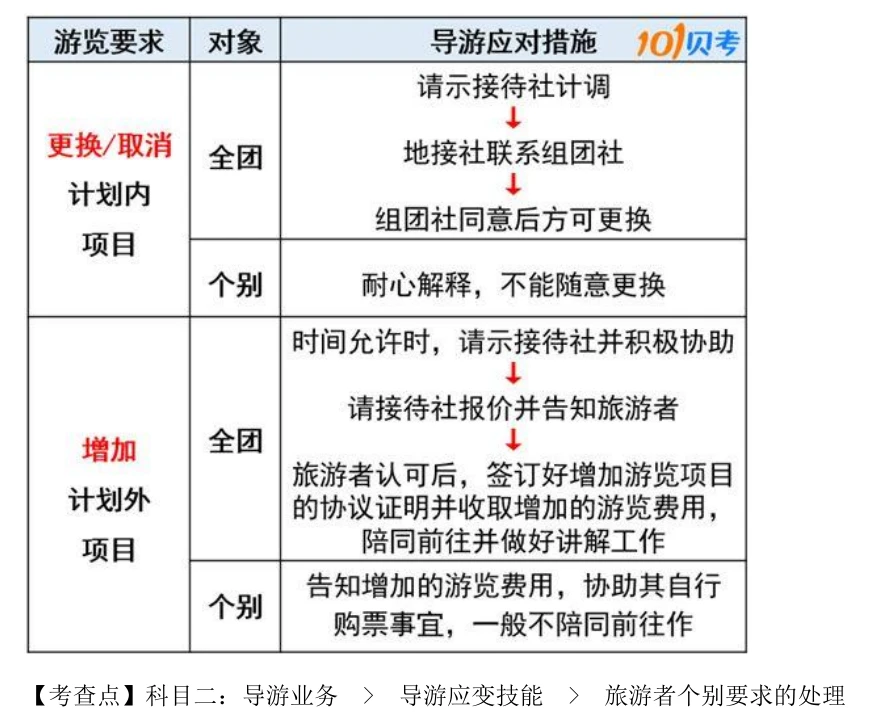 游览要求 对象 导游应对措施 101贝考
更换/取消
计划内
项目
全团
请示接待社计调
↓
地接社联系组团社
↓
组团社同意后方可更换
个别 耐心解释，不能随意更换
增加
计划外
项目
全团
时间允许时，请示接待社并积极协助
↓
请接待社报价并告知旅游者
↓
旅游者认可后，签订好增加游览项目
的协议证明并收取增加的游览费用，
陪同前往并做好讲解工作
个别
告知增加的游览费用，协助其自行
购票事宜，一般不陪同前往作
【考查点】科目二：导游业务 > 导游应变技能 > 旅游者个别要求的处理